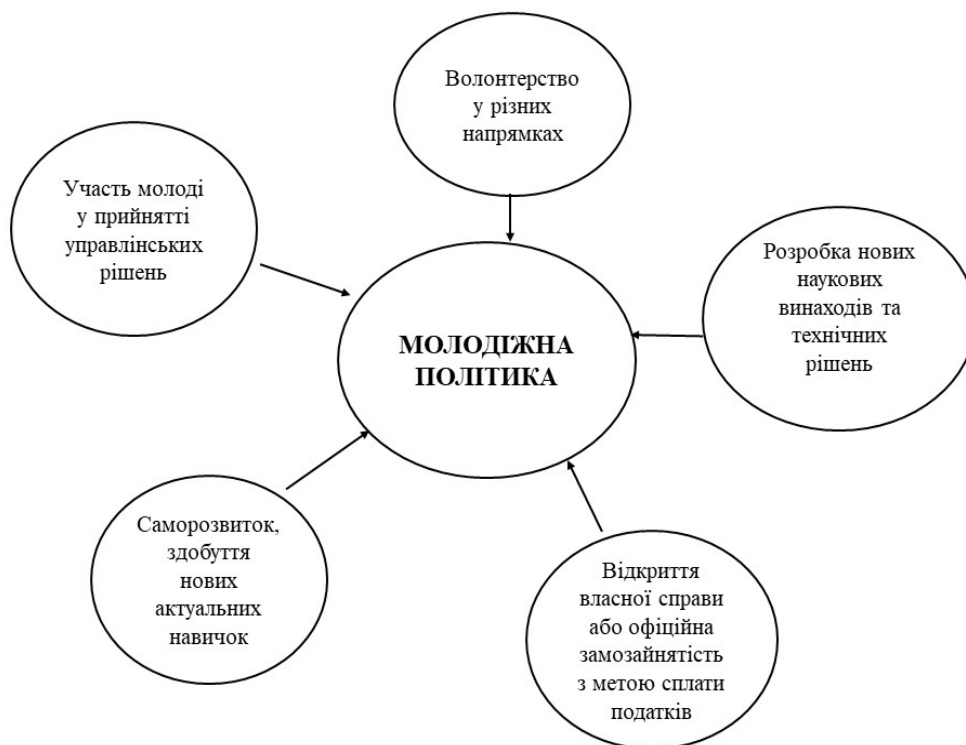 Волонтерство
у різних
напрямках
Участь молоді
у прийнятті
управлінських
рішень
Розробка нових
наукових
винаходів та
технічних
рішень
МОЛОДІЖНА
ПОЛІТИКА
Саморозвиток,
здобуття
нових
актуальних
навичок
Відкриття
власної справи
або офіційна
замозайнятість
з метою сплати
податків